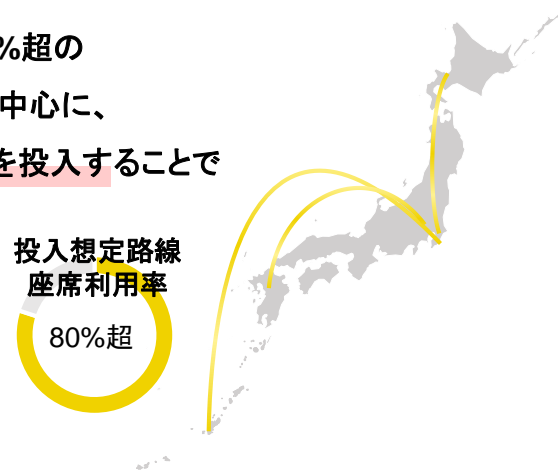 %超の
中心に、
を投入することで
投入想定路線
座席利用率
80%超